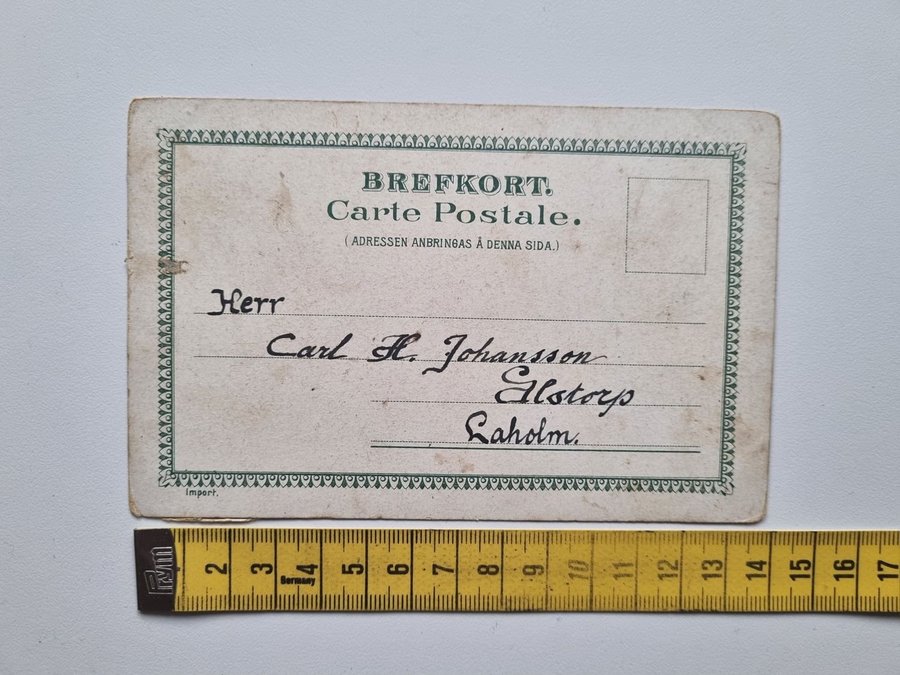 BREFKORT.
Carte Postale.
(ADRESSEN ANBRINGAS Å DENNA SIDA.)
Herr
Carl H. Johansson
Elstorp
Laholm.
Import.
2 3 4 5 6 7 8 9 10 11 12 13 14 15 16 17
Germany